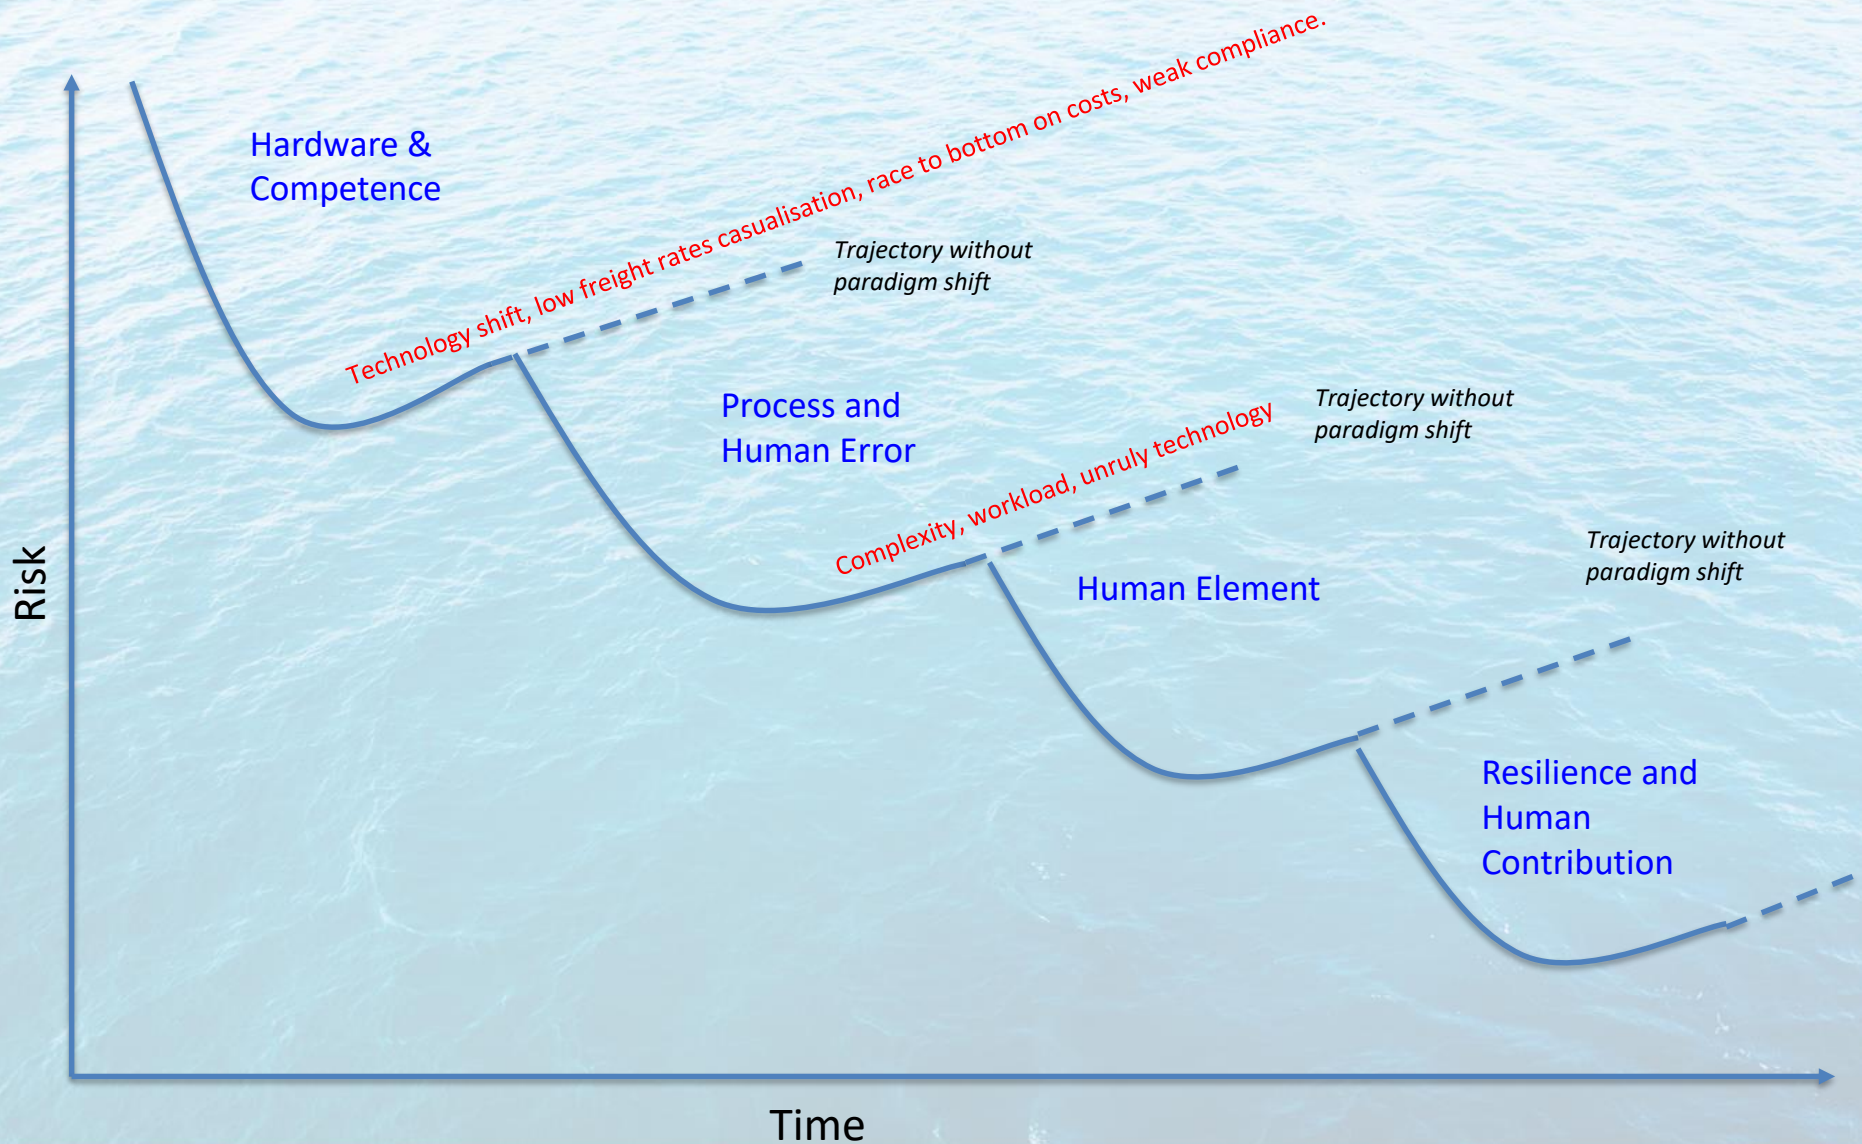 Hardware &
Competence
Technology shift, low freight rates casualisation, race to bottom on costs, weak compliance.
Trajectory without
paradigm shift
Process and
Human Error
Complexity, workload, unruly technology
Trajectory without
paradigm shift
Human Element
Trajectory without
paradigm shift
Resilience and
Human
Contribution
Risk
Time